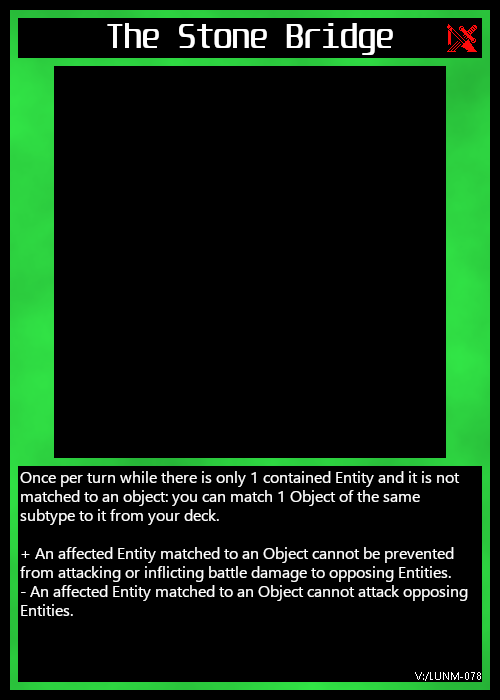 The Stone Bridge
Once per turn while there is only 1 contained Entity and it is not
matched to an object: you can match 1 Object of the same
subtype to it from your deck.
+ An affected Entity matched to an Object cannot be prevented
from attacking or inflicting battle damage to opposing Entities.
- An affected Entity matched to an Object cannot attack opposing
Entities.
V:/LUNM-078